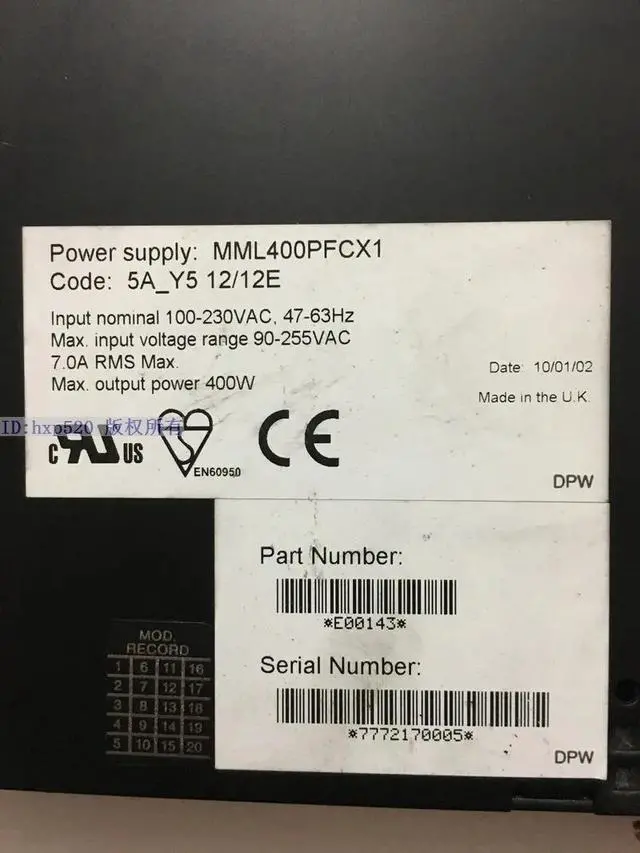 Power supply: MML400PFCX1
Code: 5A_Y5 12/12E
Input nominal 100-230VAC, 47-63Hz
Max. input voltage range 90-255VAC
7.0A RMS Max.
Max. output power 400W
Date: 10/01/02
Made in the U.K.
ID:hxp520 版权所有
c RU US
EN60950
CE
DPW
Part Number:
*E00143*
Serial Number:
*7772170005*
DPW
MOD.
RECORD
1 6 11 16
2 7 12 17
3 8 13 18
4 9 14 19
5 10 15 20